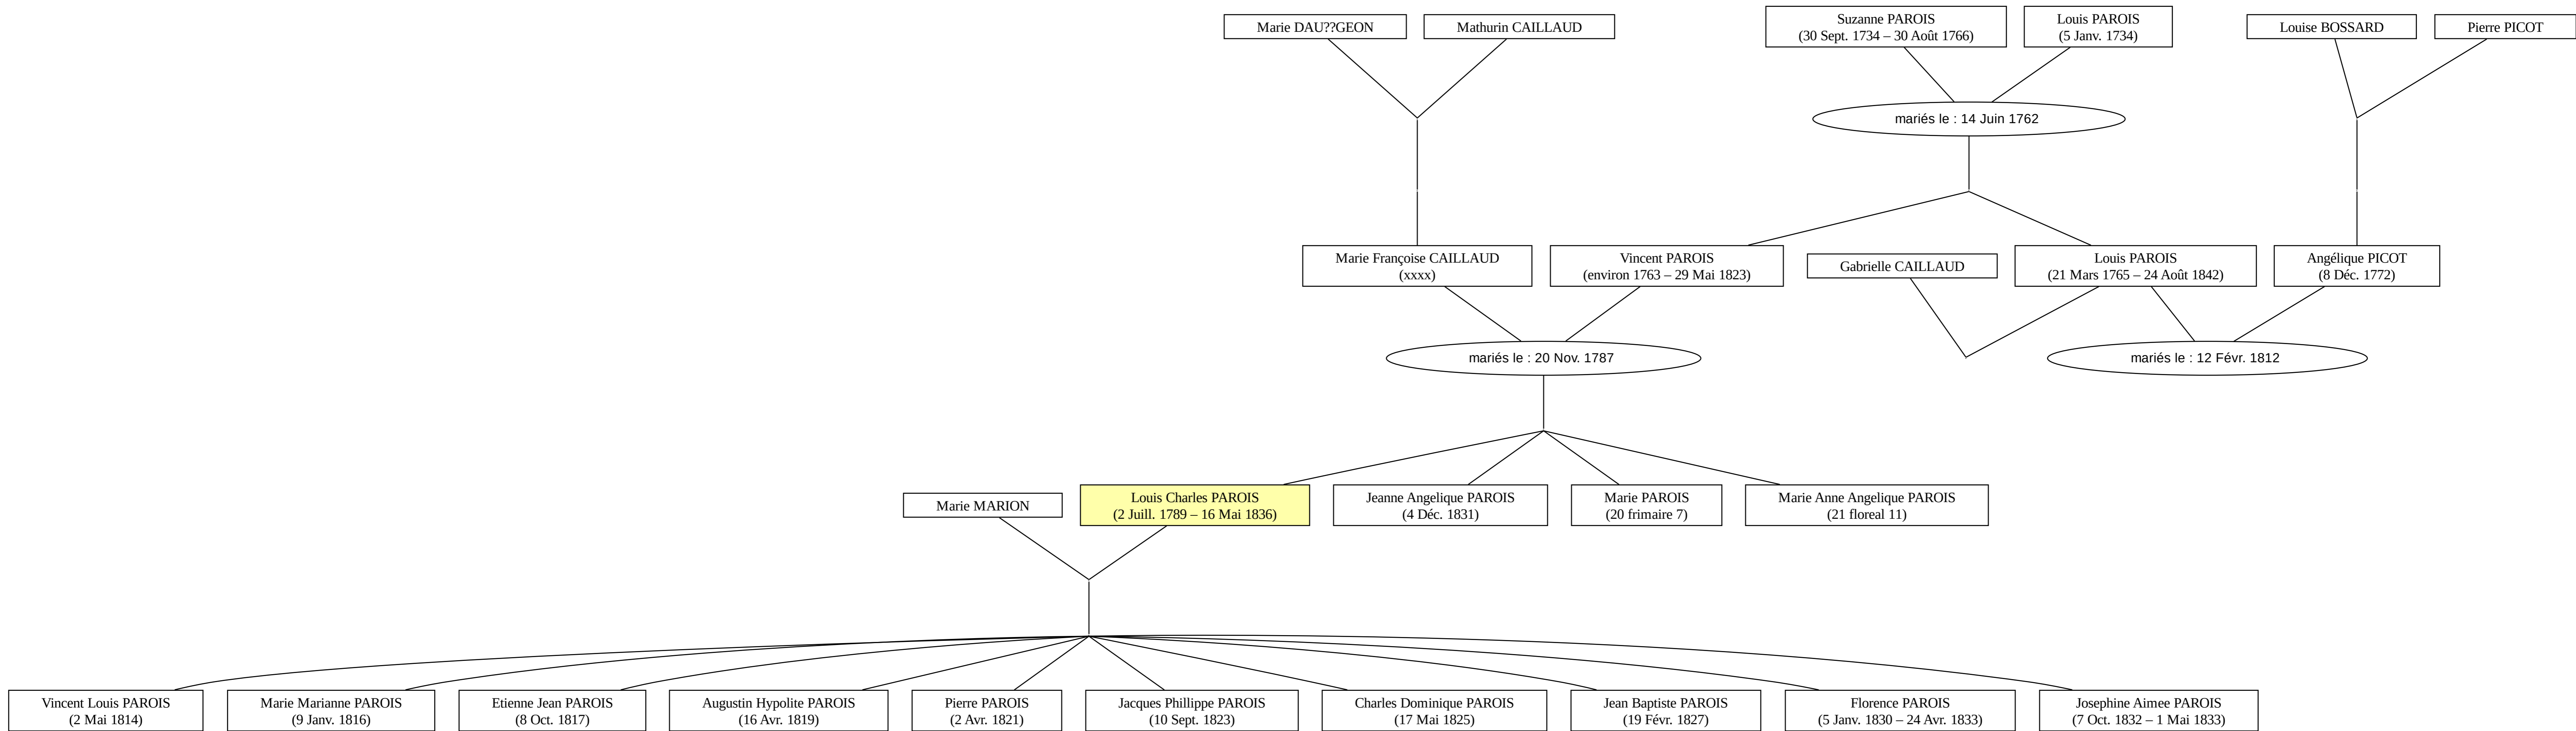 Marie DAU??GEON
Mathurin CAILLAUD
Suzanne PAROIS
(30 Sept. 1734 – 30 Août 1766)
Louis PAROIS
(5 Janv. 1734)
Louise BOSSARD
Pierre PICOT
mariés le : 14 Juin 1762
Marie Françoise CAILLAUD
(xxxx)
Vincent PAROIS
(environ 1763 – 29 Mai 1823)
Gabrielle CAILLAUD
Louis PAROIS
(21 Mars 1765 – 24 Août 1842)
Angélique PICOT
(8 Déc. 1772)
mariés le : 20 Nov. 1787
mariés le : 12 Févr. 1812
Marie MARION
Louis Charles PAROIS
(2 Juill. 1789 – 16 Mai 1836)
Jeanne Angelique PAROIS
(4 Déc. 1831)
Marie PAROIS
(20 frimaire 7)
Marie Anne Angelique PAROIS
(21 floreal 11)
Vincent Louis PAROIS
(2 Mai 1814)
Marie Marianne PAROIS
(9 Janv. 1816)
Etienne Jean PAROIS
(8 Oct. 1817)
Augustin Hypolite PAROIS
(16 Avr. 1819)
Pierre PAROIS
(2 Avr. 1821)
Jacques Phillippe PAROIS
(10 Sept. 1823)
Charles Dominique PAROIS
(17 Mai 1825)
Jean Baptiste PAROIS
(19 Févr. 1827)
Florence PAROIS
(5 Janv. 1830 – 24 Avr. 1833)
Josephine Aimee PAROIS
(7 Oct. 1832 – 1 Mai 1833)